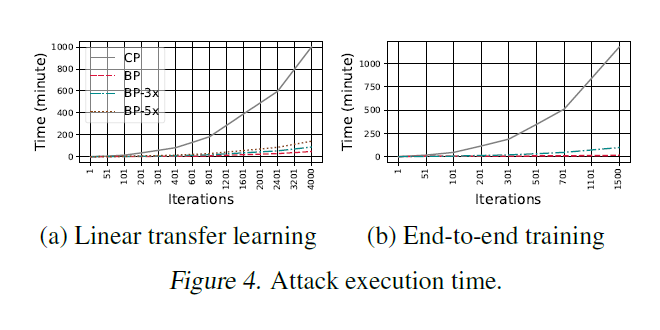 1000
800
600
400
200
0
Time (minute)
CP
BP
BP-3x
BP-5x
1 51 101 201 301 401 601 801 1201 1601 2001 2401 3201 4000
Iterations
(a) Linear transfer learning
1000
750
500
250
0
Time (minute)
1 51 101 201 301 501 701 1101 1500
Iterations
(b) End-to-end training
Figure 4. Attack execution time.